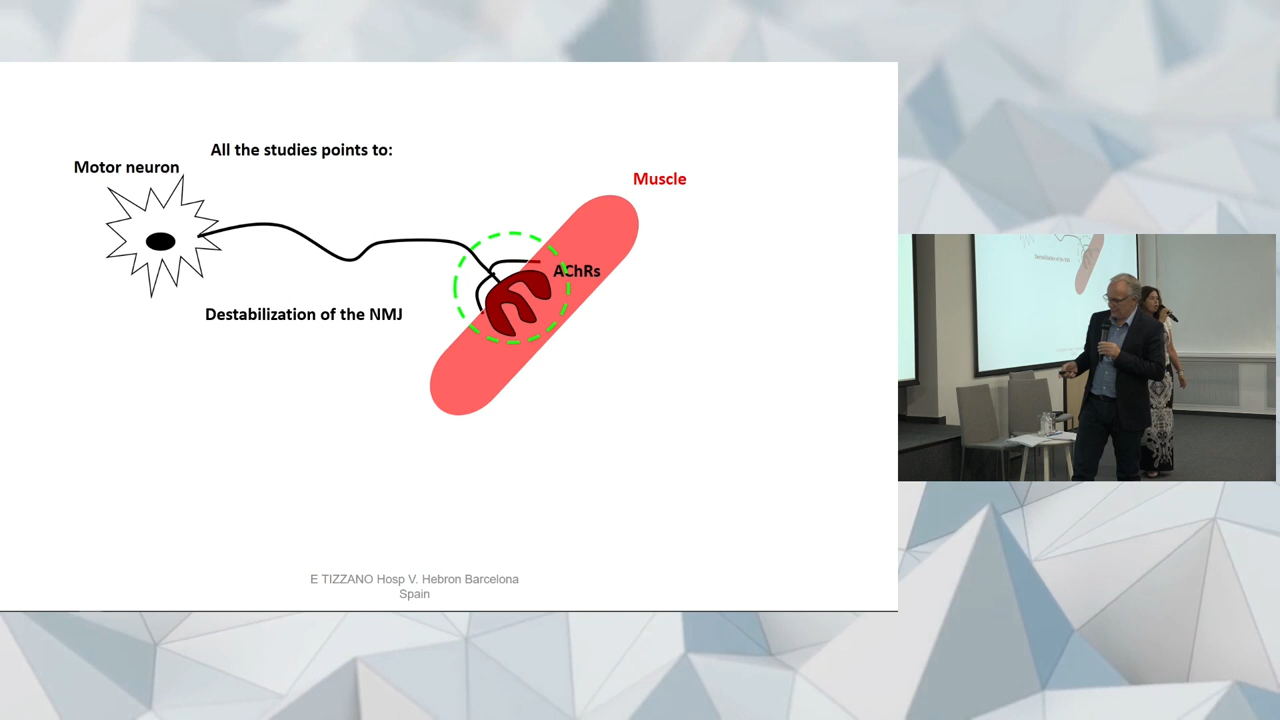 All the studies points to:
Motor neuron
Muscle
AChRs
Destabilization of the NMJ
E TIZZANO Hosp V. Hebron Barcelona
Spain